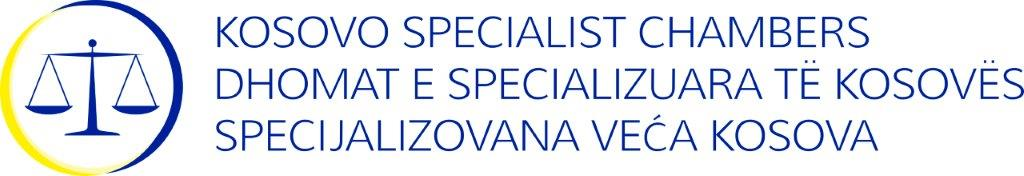 KOSOVO SPECIALIST CHAMBERS
DHOMAT E SPECIALIZUARA TË KOSOVËS
SPECIJALIZOVANA VEĆA KOSOVA